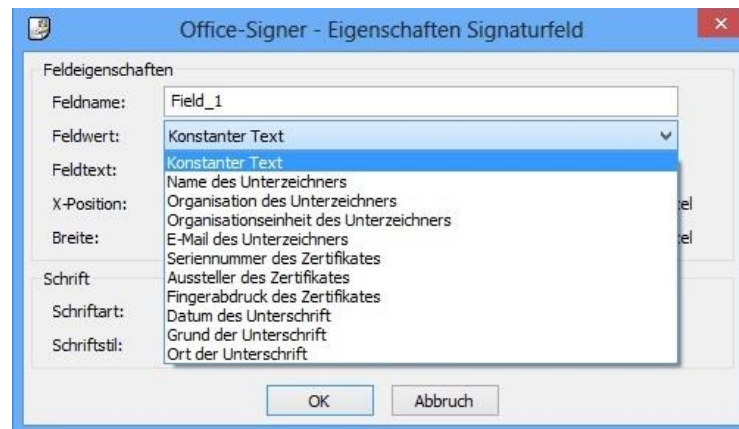 Office-Signer - Eigenschaften Signaturfeld
Feldeigenschaften
Feldname: Field_1
Feldwert: Konstanter Text
Feldtext: Konstanter Text
Name des Unterzeichners
Organisation des Unterzeichners
X-Position: Organisationseinheit des Unterzeichners
Breite: E-Mail des Unterzeichners
Seriennummer des Zertifikates
Schrift Aussteller des Zertifikates
Fingerabdruck des Zertifikates
Schriftart: Datum des Unterschrift
Grund der Unterschrift
Schriftstil: Ort der Unterschrift
OK Abbruch